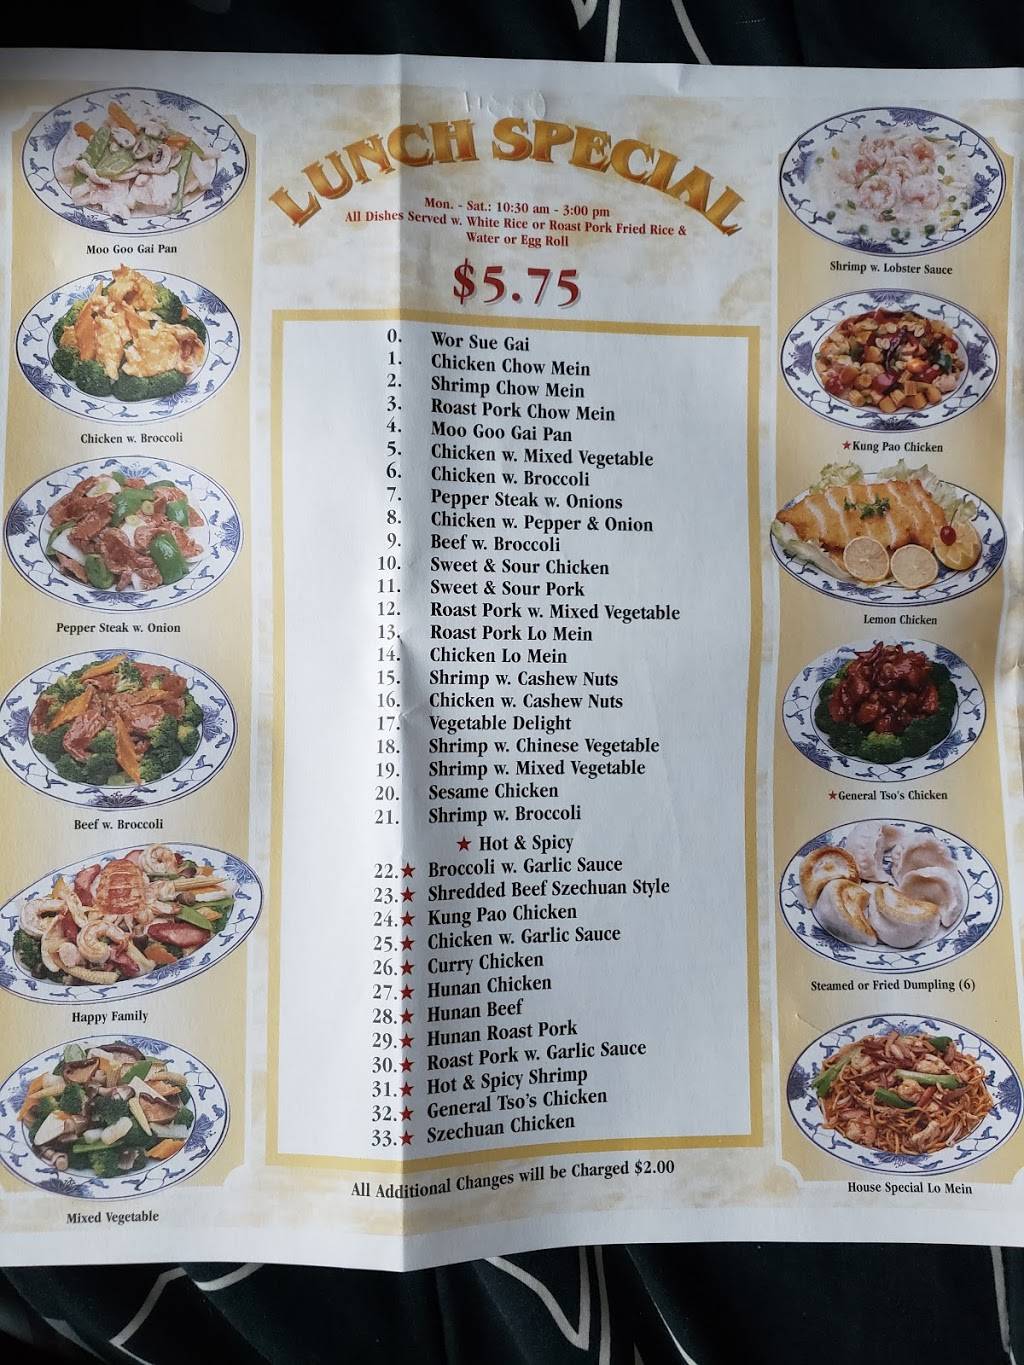 LUNCH SPECIAL
Mon. - Sat.: 10:30 am - 3:00 pm
All Dishes Served w. White Rice or Roast Pork Fried Rice &
Water or Egg Roll
$5.75
0. Wor Sue Gai
1. Chicken Chow Mein
2. Shrimp Chow Mein
3. Roast Pork Chow Mein
4. Moo Goo Gai Pan
5. Chicken w. Mixed Vegetable
6. Chicken w. Broccoli
7. Pepper Steak w. Onions
8. Chicken w. Pepper & Onion
9. Beef w. Broccoli
10. Sweet & Sour Chicken
11. Sweet & Sour Pork
12. Roast Pork w. Mixed Vegetable
13. Roast Pork Lo Mein
14. Chicken Lo Mein
15. Shrimp w. Cashew Nuts
16. Chicken w. Cashew Nuts
17. Vegetable Delight
18. Shrimp w. Chinese Vegetable
19. Shrimp w. Mixed Vegetable
20. Sesame Chicken
21. Shrimp w. Broccoli
★ Hot & Spicy
22.★ Broccoli w. Garlic Sauce
23.★ Shredded Beef Szechuan Style
24.★ Kung Pao Chicken
25.★ Chicken w. Garlic Sauce
26.★ Curry Chicken
27.★ Hunan Chicken
28.★ Hunan Beef
29.★ Hunan Roast Pork
30.★ Roast Pork w. Garlic Sauce
31.★ Hot & Spicy Shrimp
32.★ General Tso's Chicken
33.★ Szechuan Chicken
All Additional Changes will be Charged $2.00
Moo Goo Gai Pan
Chicken w. Broccoli
Pepper Steak w. Onion
Beef w. Broccoli
Happy Family
Mixed Vegetable
Shrimp w. Lobster Sauce
★Kung Pao Chicken
Lemon Chicken
★General Tso's Chicken
Steamed or Fried Dumpling (6)
House Special Lo Mein